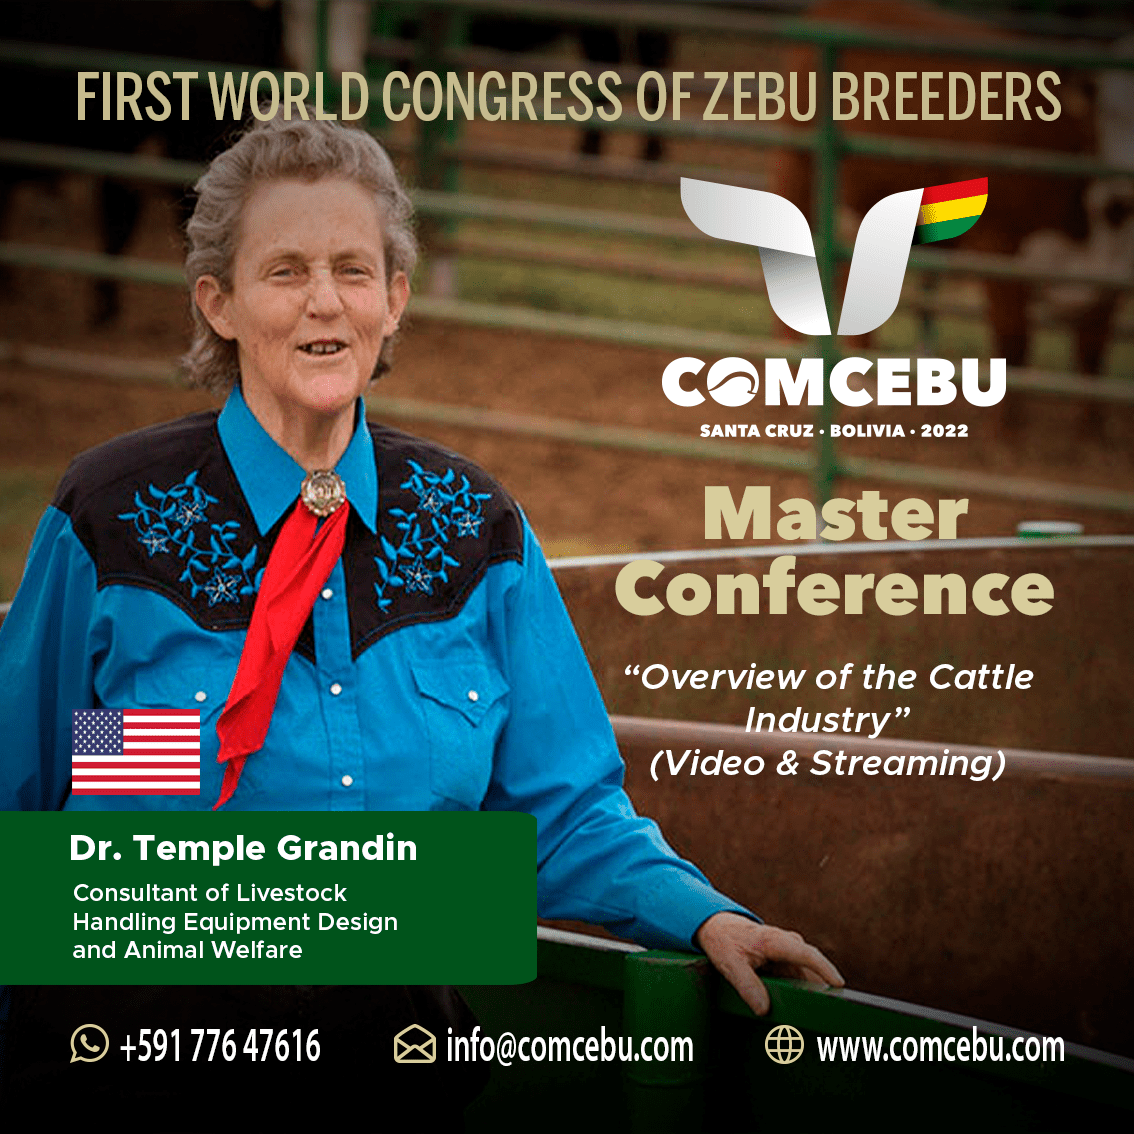 FIRST WORLD CONGRESS OF ZEBU BREEDERS
COMCEBU
SANTA CRUZ · BOLIVIA · 2022
Master
Conference
“Overview of the Cattle
Industry”
(Video & Streaming)
Dr. Temple Grandin
Consultant of Livestock
Handling Equipment Design
and Animal Welfare
+591 776 47616
info@comcebu.com
www.comcebu.com